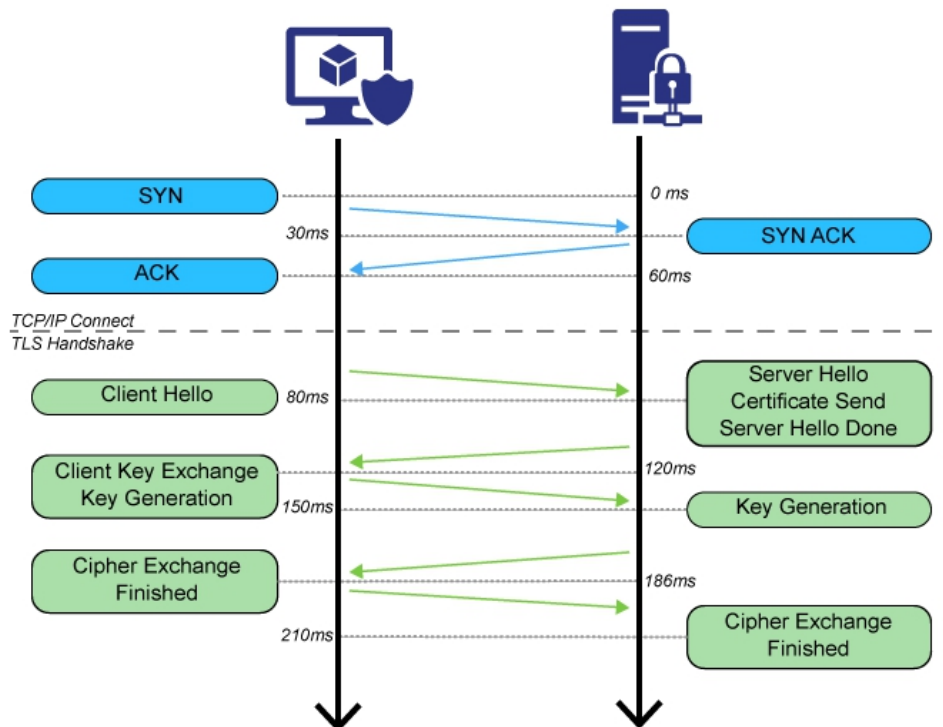 SYN
0 ms
30ms
SYN ACK
ACK
60ms
TCP/IP Connect
TLS Handshake
Client Hello
80ms
Server Hello
Certificate Send
Server Hello Done
Client Key Exchange
Key Generation
120ms
150ms
Key Generation
Cipher Exchange
Finished
186ms
210ms
Cipher Exchange
Finished